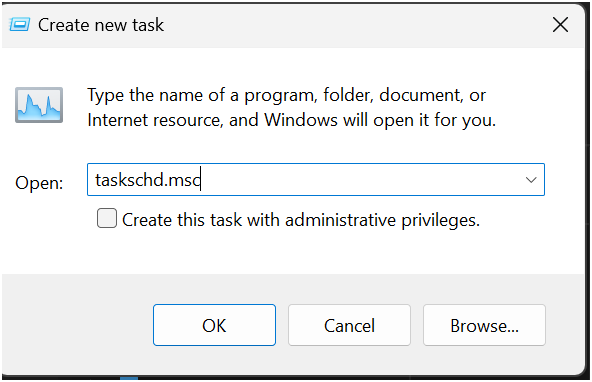 Create new task
Type the name of a program, folder, document, or
Internet resource, and Windows will open it for you.
Open:
taskschd.msc
Create this task with administrative privileges.
OK
Cancel
Browse...